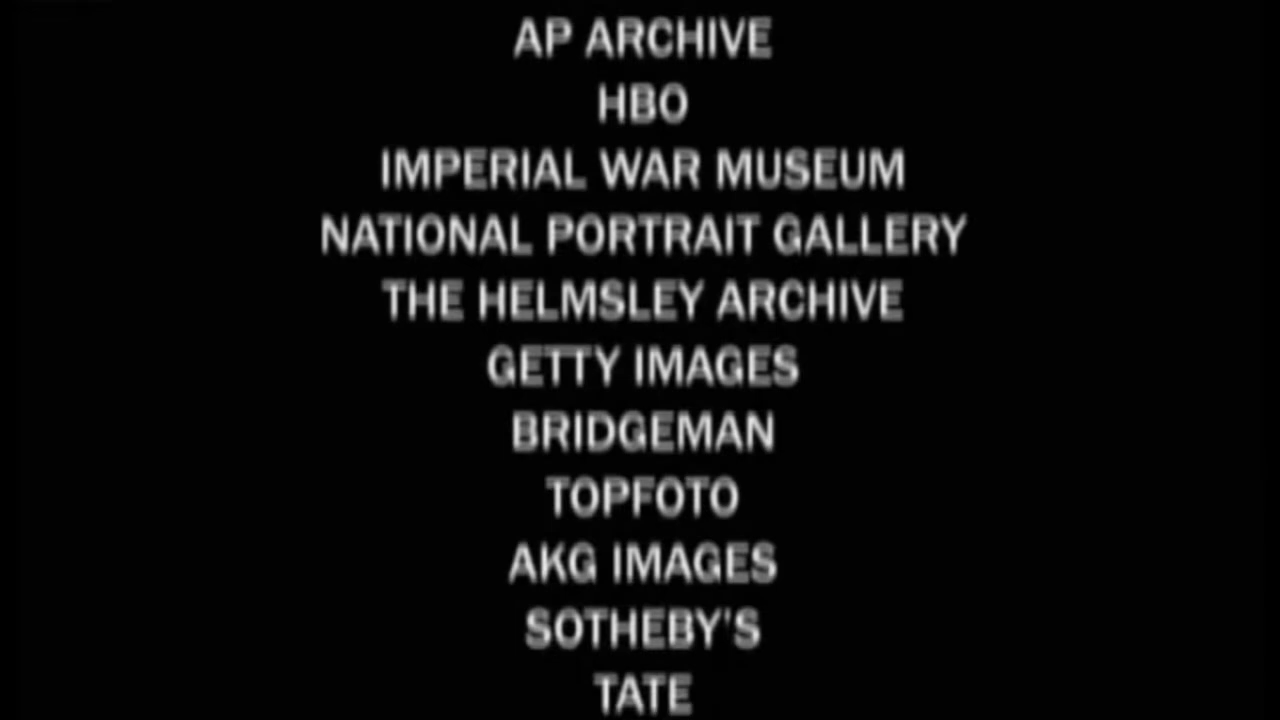 AP ARCHIVE
HBO
IMPERIAL WAR MUSEUM
NATIONAL PORTRAIT GALLERY
THE HELMSLEY ARCHIVE
GETTY IMAGES
BRIDGEMAN
TOPFOTO
AKG IMAGES
SOTHEBY'S
TATE